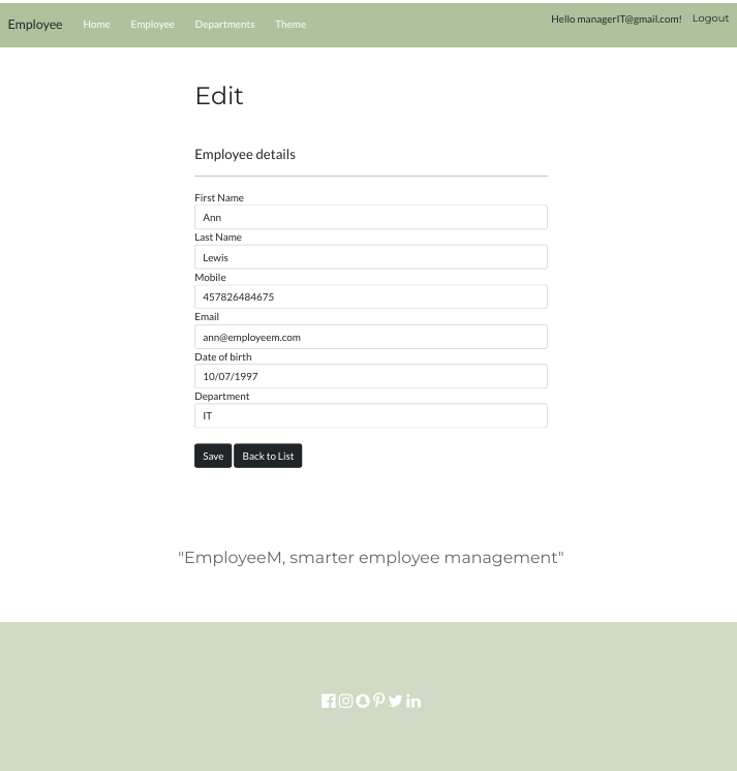 Employee Home Employee Departments Theme Hello managerIT@gmail.com! Logout
Edit
Employee details
First Name
Ann
Last Name
Lewis
Mobile
457826484675
Email
ann@employeem.com
Date of birth
10/07/1997
Department
IT
Save Back to List
"EmployeeM, smarter employee management"